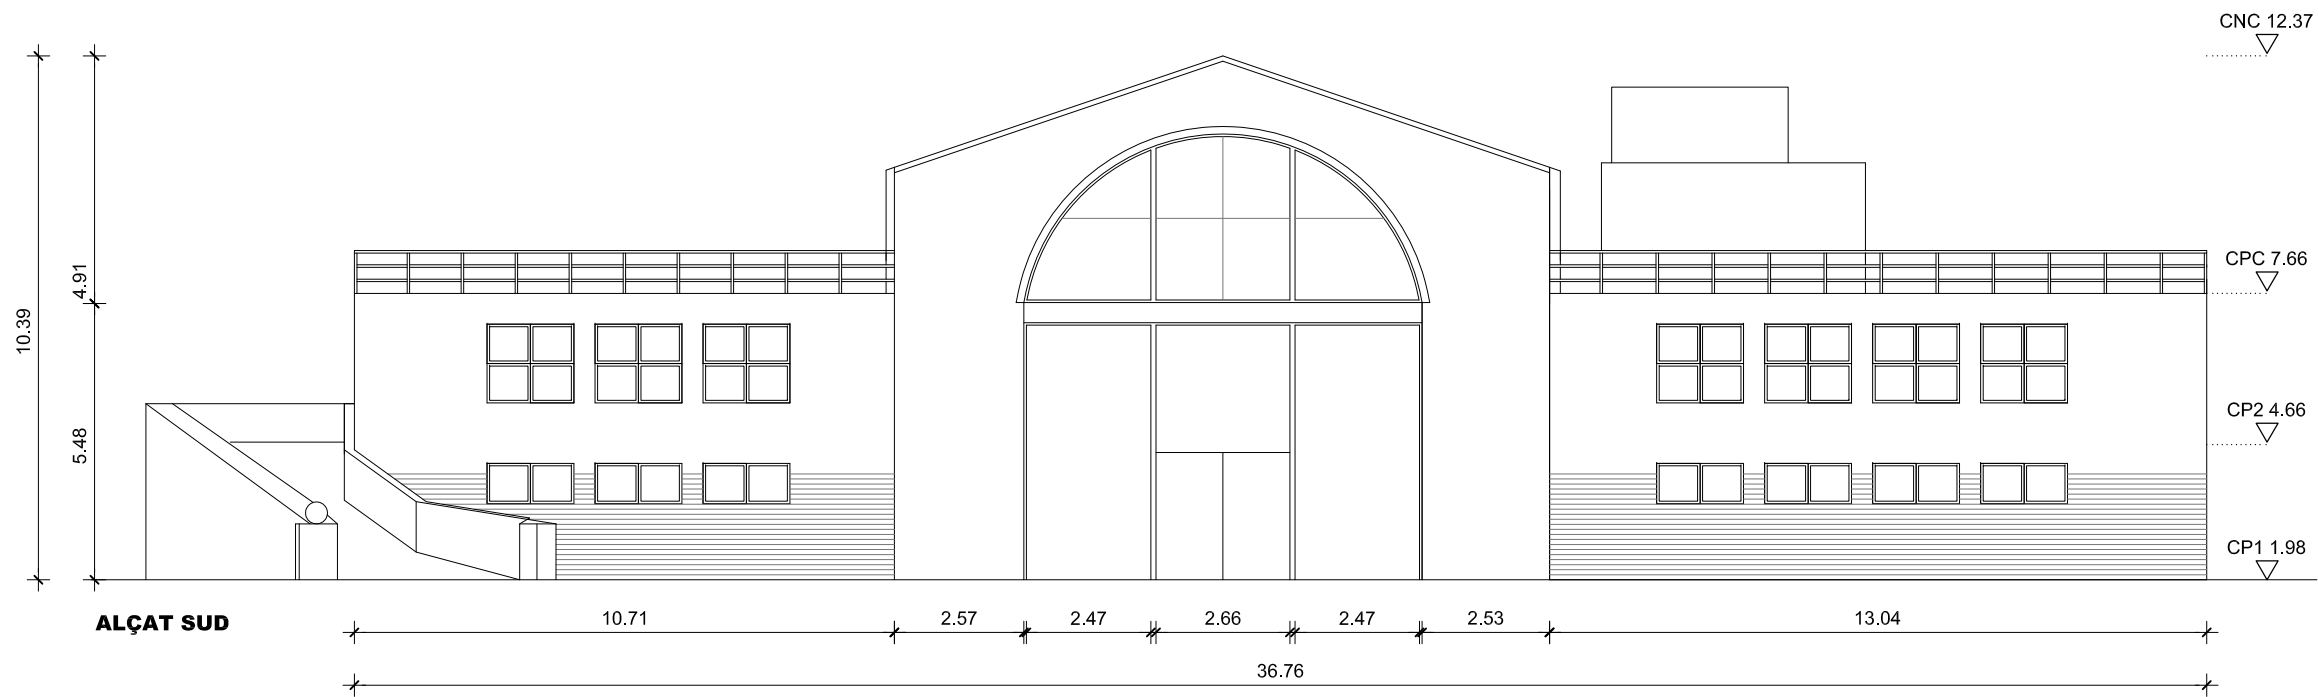 CNC 12.37
CPC 7.66
4.91
10.39
CP2 4.66
5.48
CP1 1.98
ALÇAT SUD
10.71 2.57 2.47 2.66 2.47 2.53 13.04
36.76